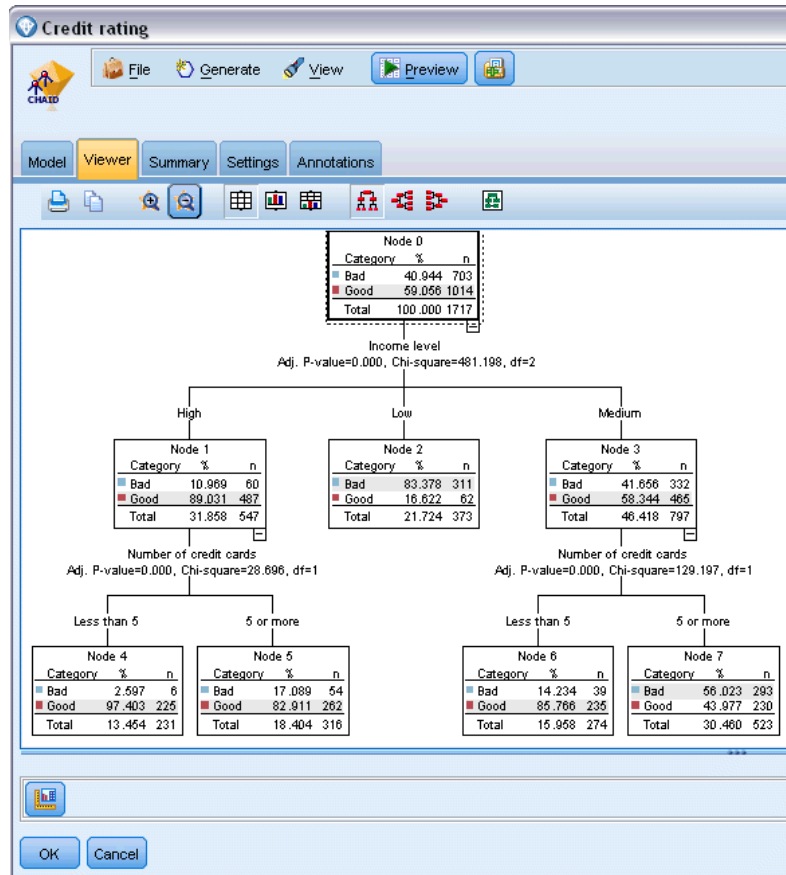 Credit rating
CHAID
File Generate View Preview
Model Viewer Summary Settings Annotations
Node 0
Category % n
Bad 40.944 703
Good 59.056 1014
Total 100.000 1717
Income level
Adj. P-value=0.000, Chi-square=481.198, df=2
High Low Medium
Node 1
Category % n
Bad 10.969 60
Good 89.031 487
Total 31.858 547
Node 2
Category % n
Bad 83.378 311
Good 16.622 62
Total 21.724 373
Node 3
Category % n
Bad 41.656 332
Good 58.344 465
Total 46.418 797
Number of credit cards
Adj. P-value=0.000, Chi-square=28.696, df=1
Number of credit cards
Adj. P-value=0.000, Chi-square=129.197, df=1
Less than 5 5 or more Less than 5 5 or more
Node 4
Category % n
Bad 2.597 6
Good 97.403 225
Total 13.454 231
Node 5
Category % n
Bad 17.089 54
Good 82.911 262
Total 18.404 316
Node 6
Category % n
Bad 14.234 39
Good 85.766 235
Total 15.958 274
Node 7
Category % n
Bad 56.023 293
Good 43.977 230
Total 30.460 523
OK Cancel